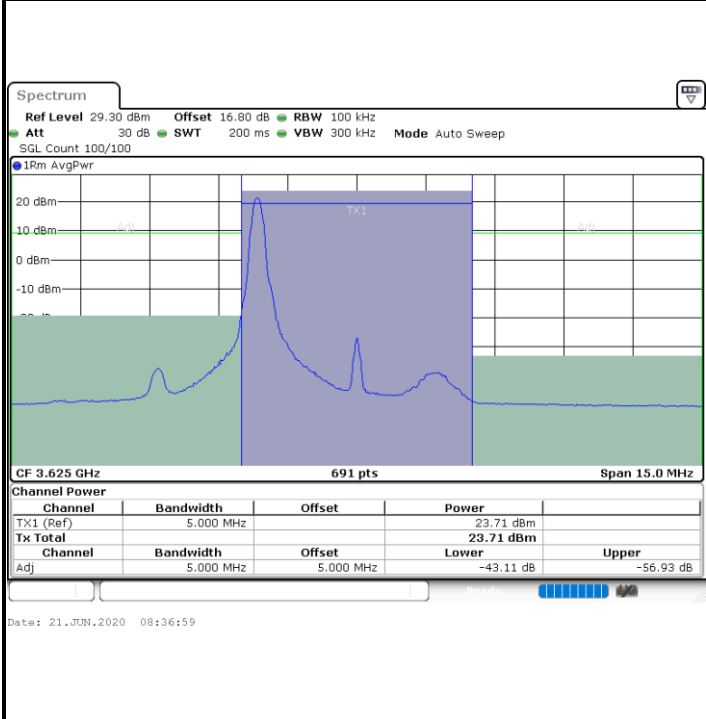 Spectrum
Ref Level 29.30 dBm Offset 16.80 dB RBW 100 kHz
Att 30 dB SWT 200 ms VBW 300 kHz Mode Auto Sweep
SGL Count 100/100
1Rm AvgPwr
20 dBm
TX1
10 dBm
Adj
Adj
0 dBm
-10 dBm
CF 3.625 GHz 691 pts Span 15.0 MHz
Channel Power
Channel Bandwidth Offset Power
TX1 (Ref) 5.000 MHz 23.71 dBm
Tx Total 23.71 dBm
Channel Bandwidth Offset Lower Upper
Adj 5.000 MHz 5.000 MHz -43.11 dB -56.93 dB
Ready
Date: 21.JUN.2020 08:36:59